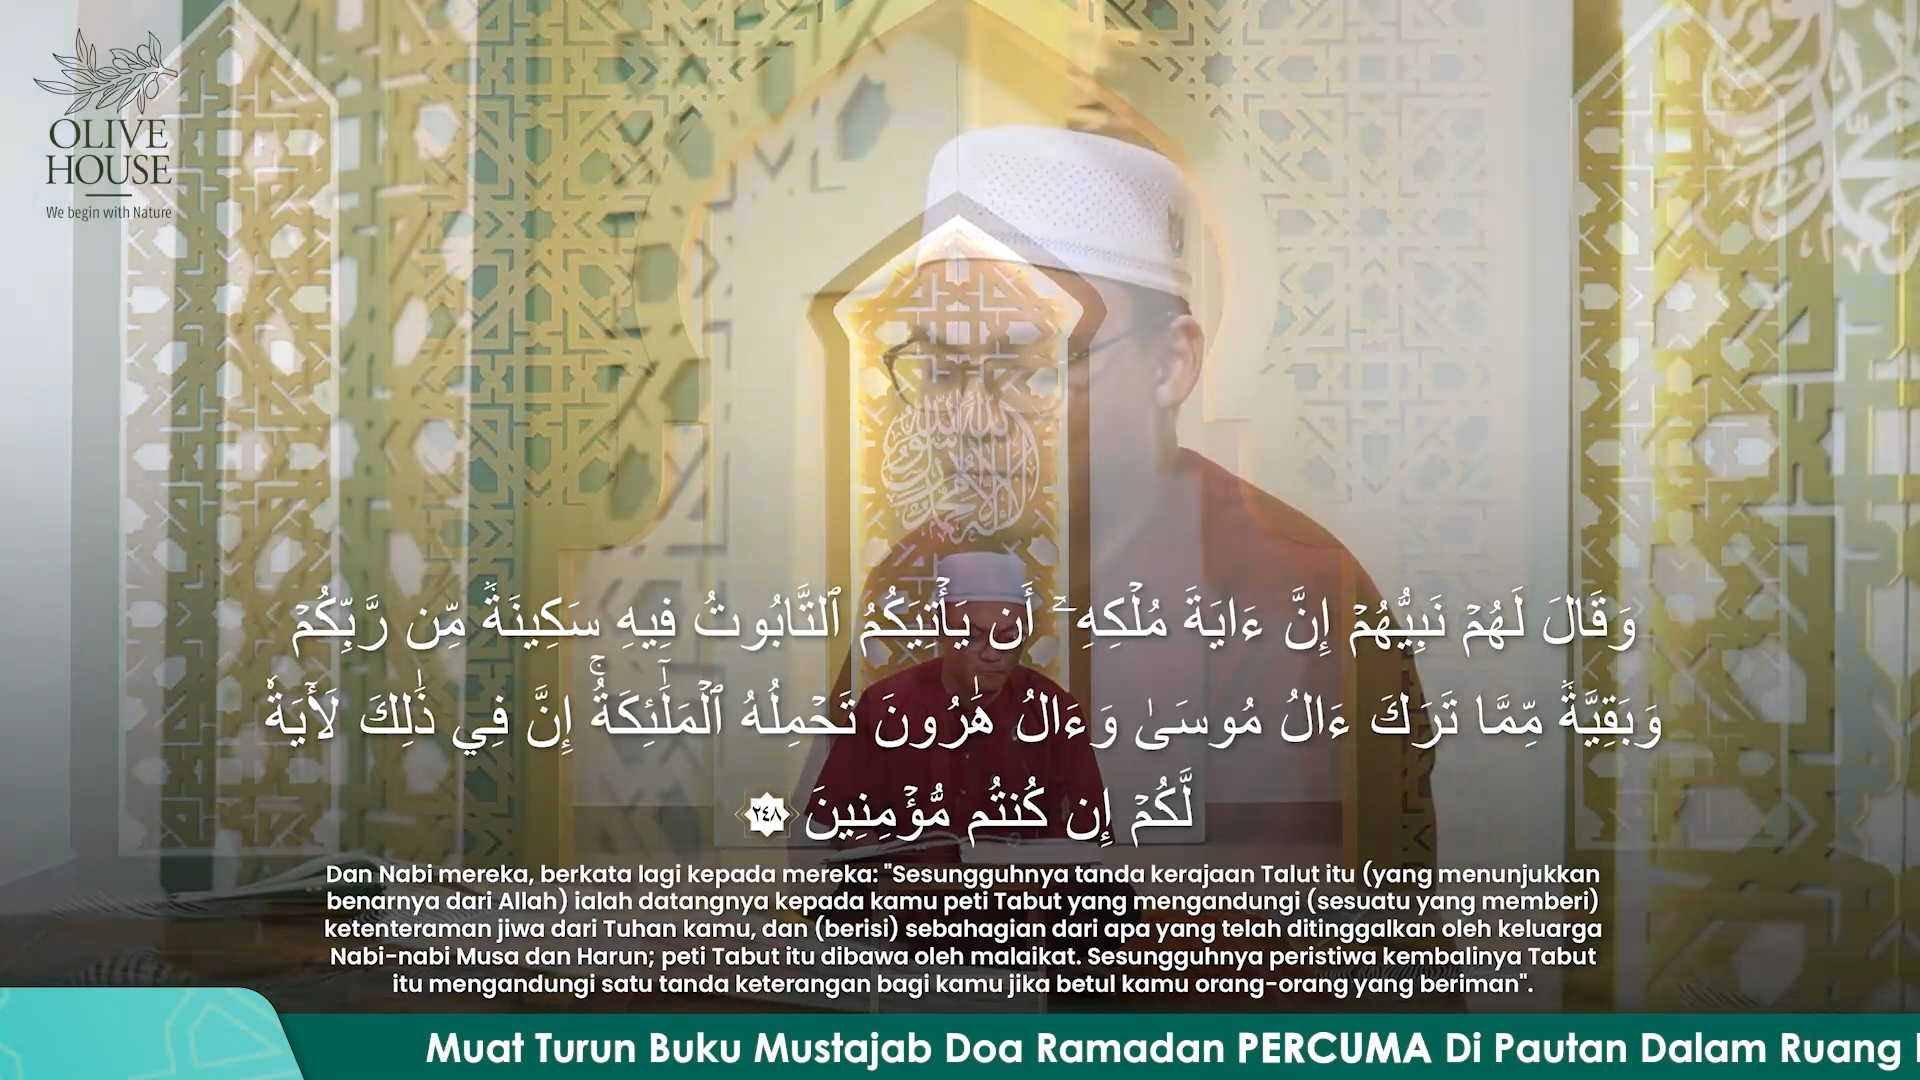 OLIVE
HOUSE
We begin with Nature
وَقَالَ لَهُمۡ نَبِيُّهُمۡ إِنَّ ءَايَةَ مُلۡكِهِۦٓ أَن يَأۡتِيَكُمُ ٱلتَّابُوتُ فِيهِ سَكِينَةٞ مِّن رَّبِّكُمۡ
وَبَقِيَّةٞ مِّمَّا تَرَكَ ءَالُ مُوسَىٰ وَءَالُ هَٰرُونَ تَحۡمِلُهُ ٱلۡمَلَٰٓئِكَةُۚ إِنَّ فِي ذَٰلِكَ لَأٓيَةٗ
لَّكُمۡ إِن كُنتُم مُّؤۡمِنِينَ ٢٤٨
Dan Nabi mereka, berkata lagi kepada mereka: "Sesungguhnya tanda kerajaan Talut itu (yang menunjukkan
benarnya dari Allah) ialah datangnya kepada kamu peti Tabut yang mengandungi (sesuatu yang memberi)
ketenteraman jiwa dari Tuhan kamu, dan (berisi) sebahagian dari apa yang telah ditinggalkan oleh keluarga
Nabi-nabi Musa dan Harun; peti Tabut itu dibawa oleh malaikat. Sesungguhnya peristiwa kembalinya Tabut
itu mengandungi satu tanda keterangan bagi kamu jika betul kamu orang-orang yang beriman".
Muat Turun Buku Mustajab Doa Ramadan PERCUMA Di Pautan Dalam Ruang